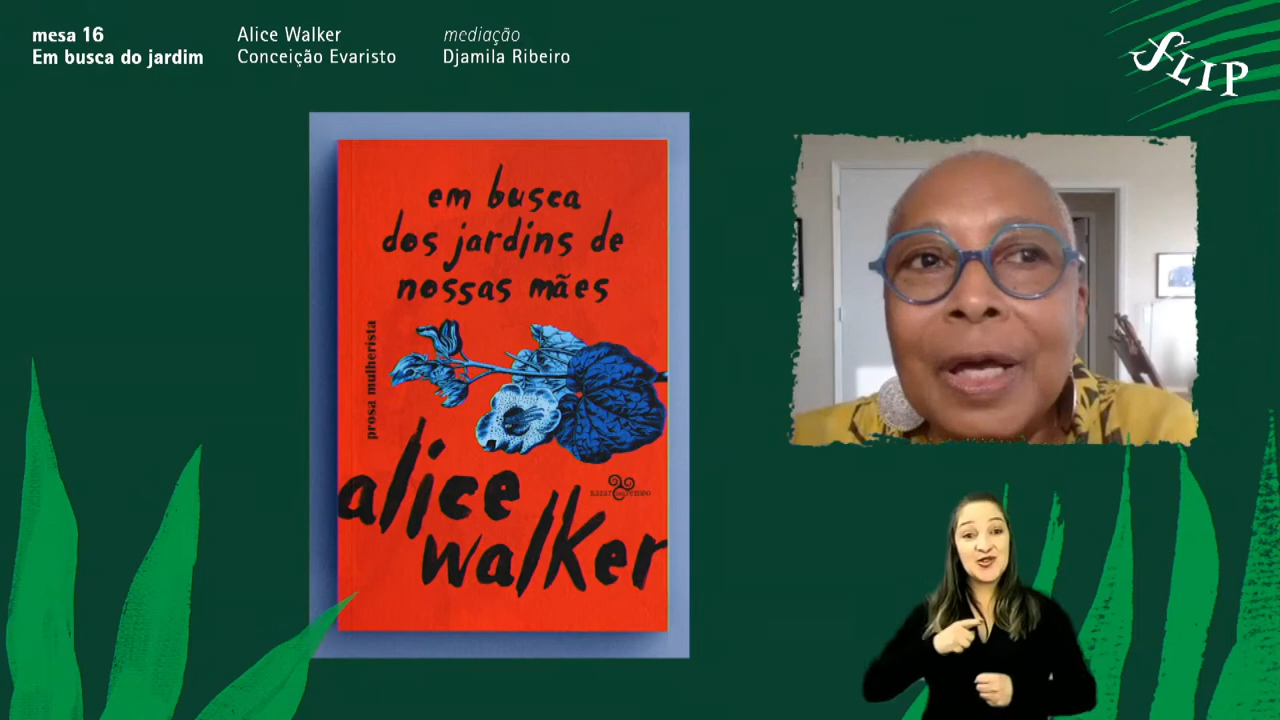 mesa 16
Em busca do jardim
Alice Walker
Conceição Evaristo
mediação
Djamila Ribeiro
FLIP
em busca
dos jardins de
nossas mães
prosa mulherista
alice
walker